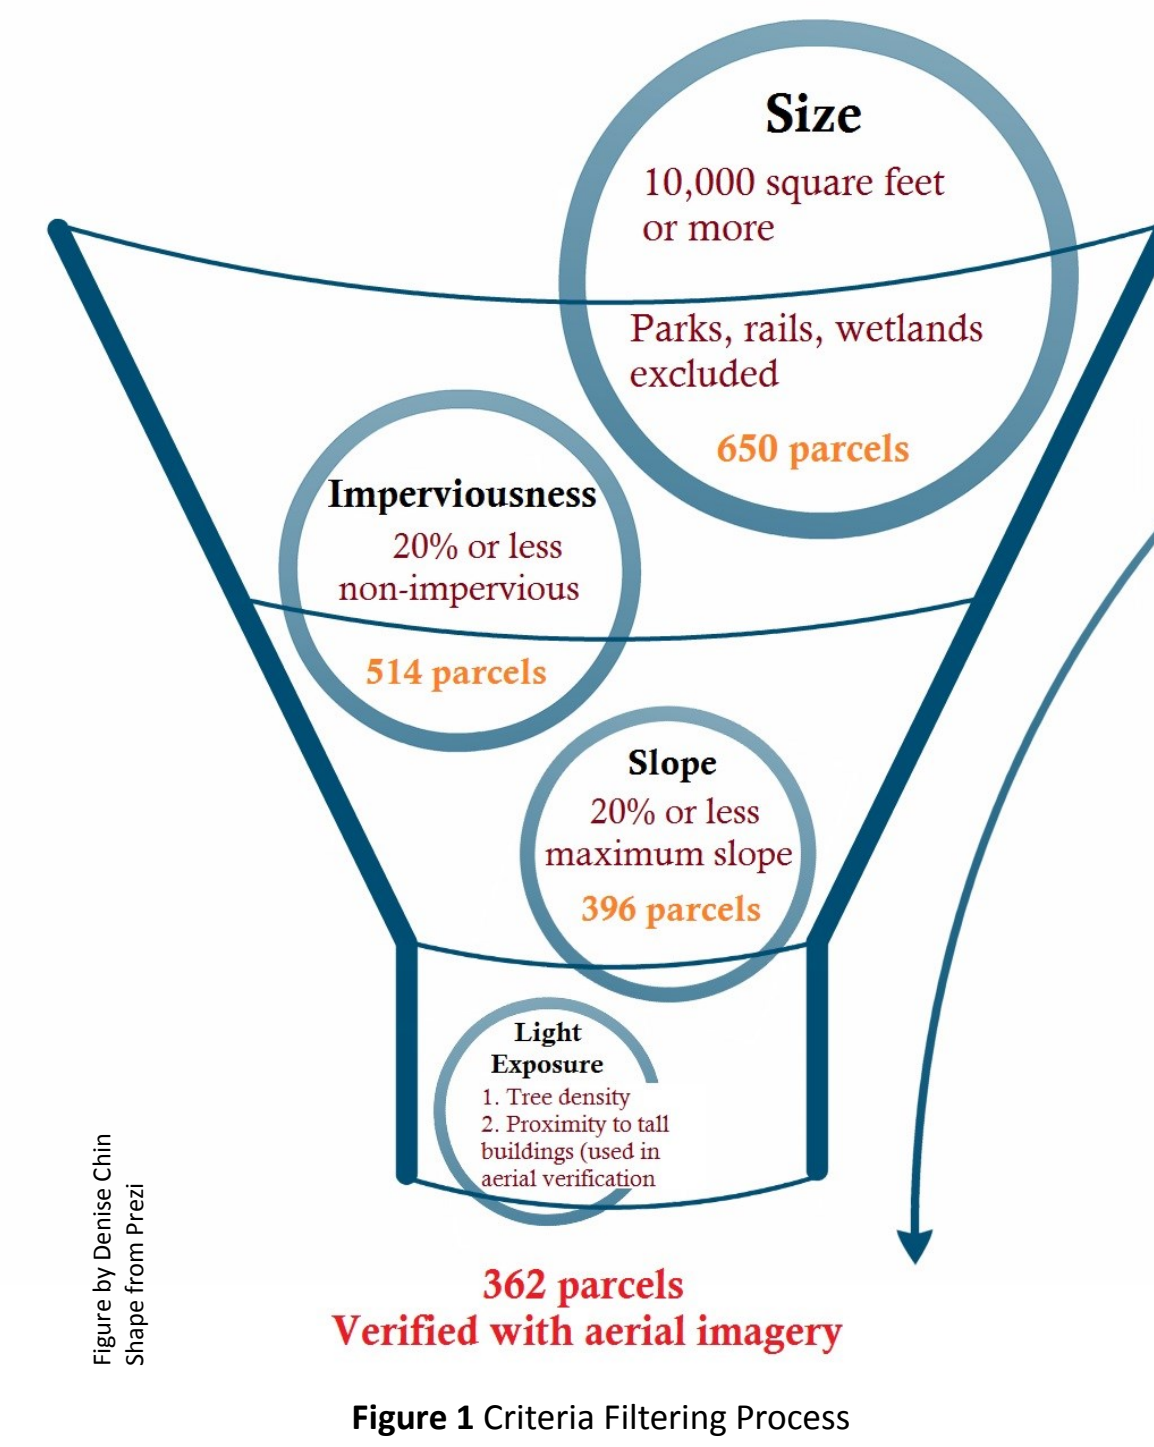 Size
10,000 square feet
or more
Parks, rails, wetlands
excluded
650 parcels
Imperviousness
20% or less
non-impervious
514 parcels
Slope
20% or less
maximum slope
396 parcels
Light
Exposure
1. Tree density
2. Proximity to tall
buildings (used in
aerial verification
362 parcels
Verified with aerial imagery
Figure by Denise Chin
Shape from Prezi
Figure 1 Criteria Filtering Process